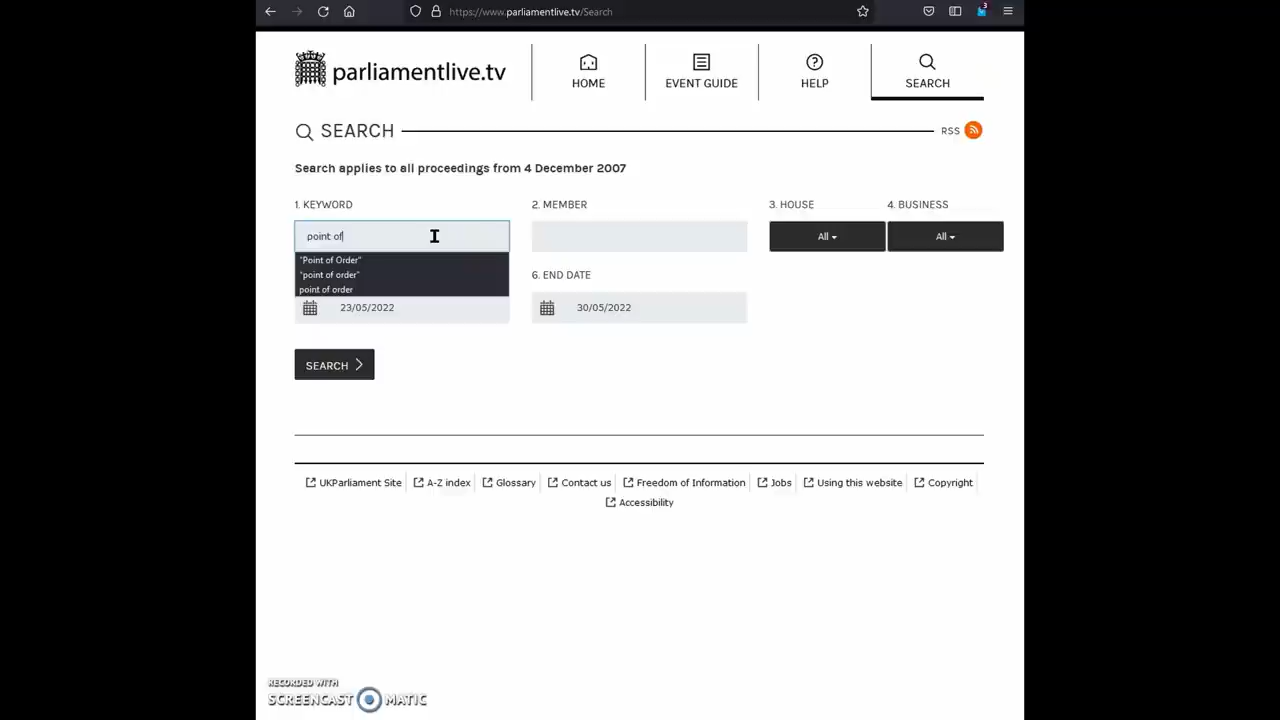 https://www.parliamentlive.tv/Search
3
parliamentlive.tv
HOME
EVENT GUIDE
HELP
SEARCH
SEARCH
RSS
Search applies to all proceedings from 4 December 2007
1. KEYWORD
2. MEMBER
3. HOUSE
4. BUSINESS
point of
All
All
"Point of Order"
"point of order"
point of order
6. END DATE
23/05/2022
30/05/2022
SEARCH
UKParliament Site
A-Z index
Glossary
Contact us
Freedom of Information
Jobs
Using this website
Copyright
Accessibility
RECORDED WITH
SCREENCAST MATIC